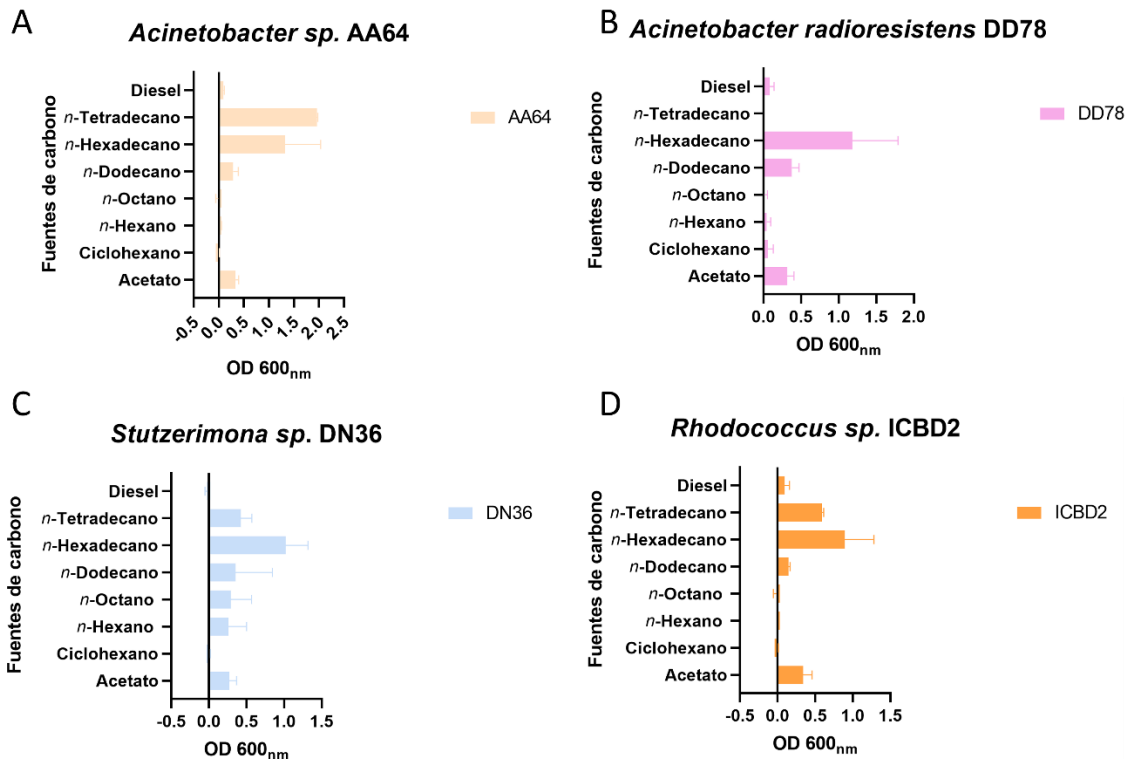 A
Acinetobacter sp. AA64
Fuentes de carbono
Diesel
n-Tetradecano
n-Hexadecano
n-Dodecano
n-Octano
n-Hexano
Ciclohexano
Acetato
-0.5 0.0 0.5 1.0 1.5 2.0 2.5
OD 600nm
AA64
B
Acinetobacter radioresistens DD78
Fuentes de carbono
Diesel
n-Tetradecano
n-Hexadecano
n-Dodecano
n-Octano
n-Hexano
Ciclohexano
Acetato
0.0 0.5 1.0 1.5 2.0
OD 600nm
DD78
C
Stutzerimona sp. DN36
Fuentes de carbono
Diesel
n-Tetradecano
n-Hexadecano
n-Dodecano
n-Octano
n-Hexano
Ciclohexano
Acetato
-0.5 0.0 0.5 1.0 1.5
OD 600nm
DN36
D
Rhodococcus sp. ICBD2
Fuentes de carbono
Diesel
n-Tetradecano
n-Hexadecano
n-Dodecano
n-Octano
n-Hexano
Ciclohexano
Acetato
-0.5 0.0 0.5 1.0 1.5
OD 600nm
ICBD2